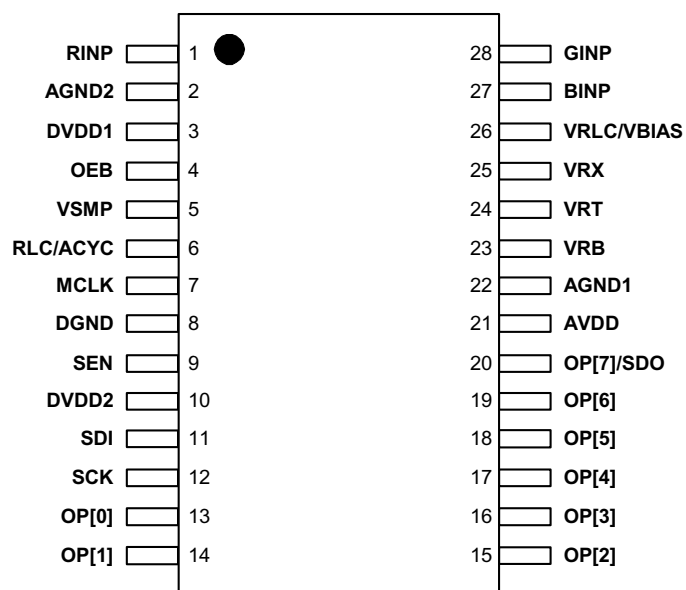 RINP 1 28 GINP
AGND2 2 27 BINP
DVDD1 3 26 VRLC/VBIAS
OEB 4 25 VRX
VSMP 5 24 VRT
RLC/ACYC 6 23 VRB
MCLK 7 22 AGND1
DGND 8 21 AVDD
SEN 9 20 OP[7]/SDO
DVDD2 10 19 OP[6]
SDI 11 18 OP[5]
SCK 12 17 OP[4]
OP[0] 13 16 OP[3]
OP[1] 14 15 OP[2]